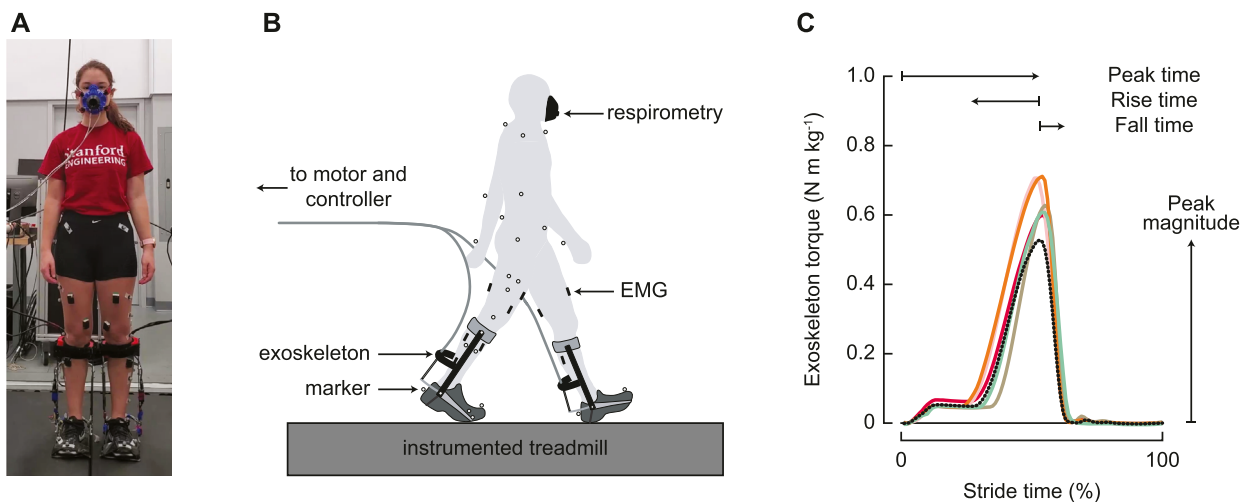 A
Stanford
ENGINEERING
B
respirometry
to motor and
controller
EMG
exoskeleton
marker
instrumented treadmill
C
Peak time
Rise time
Fall time
Peak
magnitude
Exoskeleton torque (N m kg⁻¹)
1.0
0.8
0.6
0.4
0.2
0
0
100
Stride time (%)